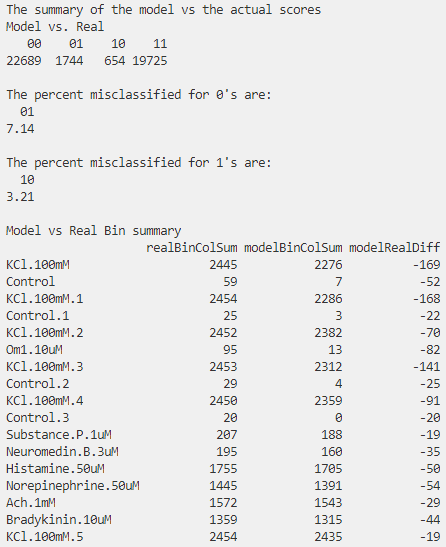 The summary of the model vs the actual scores
Model vs. Real
00 01 10 11
22689 1744 654 19725
The percent misclassified for 0's are:
01
7.14
The percent misclassified for 1's are:
10
3.21
Model vs Real Bin summary
realBinColSum modelBinColSum modelRealDiff
KCl.100mM 2445 2276 -169
Control 59 7 -52
KCl.100mM.1 2454 2286 -168
Control.1 25 3 -22
KCl.100mM.2 2452 2382 -70
Om1.10uM 95 13 -82
KCl.100mM.3 2453 2312 -141
Control.2 29 4 -25
KCl.100mM.4 2450 2359 -91
Control.3 20 0 -20
Substance.P.1uM 207 188 -19
Neuromedin.B.3uM 195 160 -35
Histamine.50uM 1755 1705 -50
Norepinephrine.50uM 1445 1391 -54
Ach.1mM 1572 1543 -29
Bradykinin.10uM 1359 1315 -44
KCl.100mM.5 2454 2435 -19